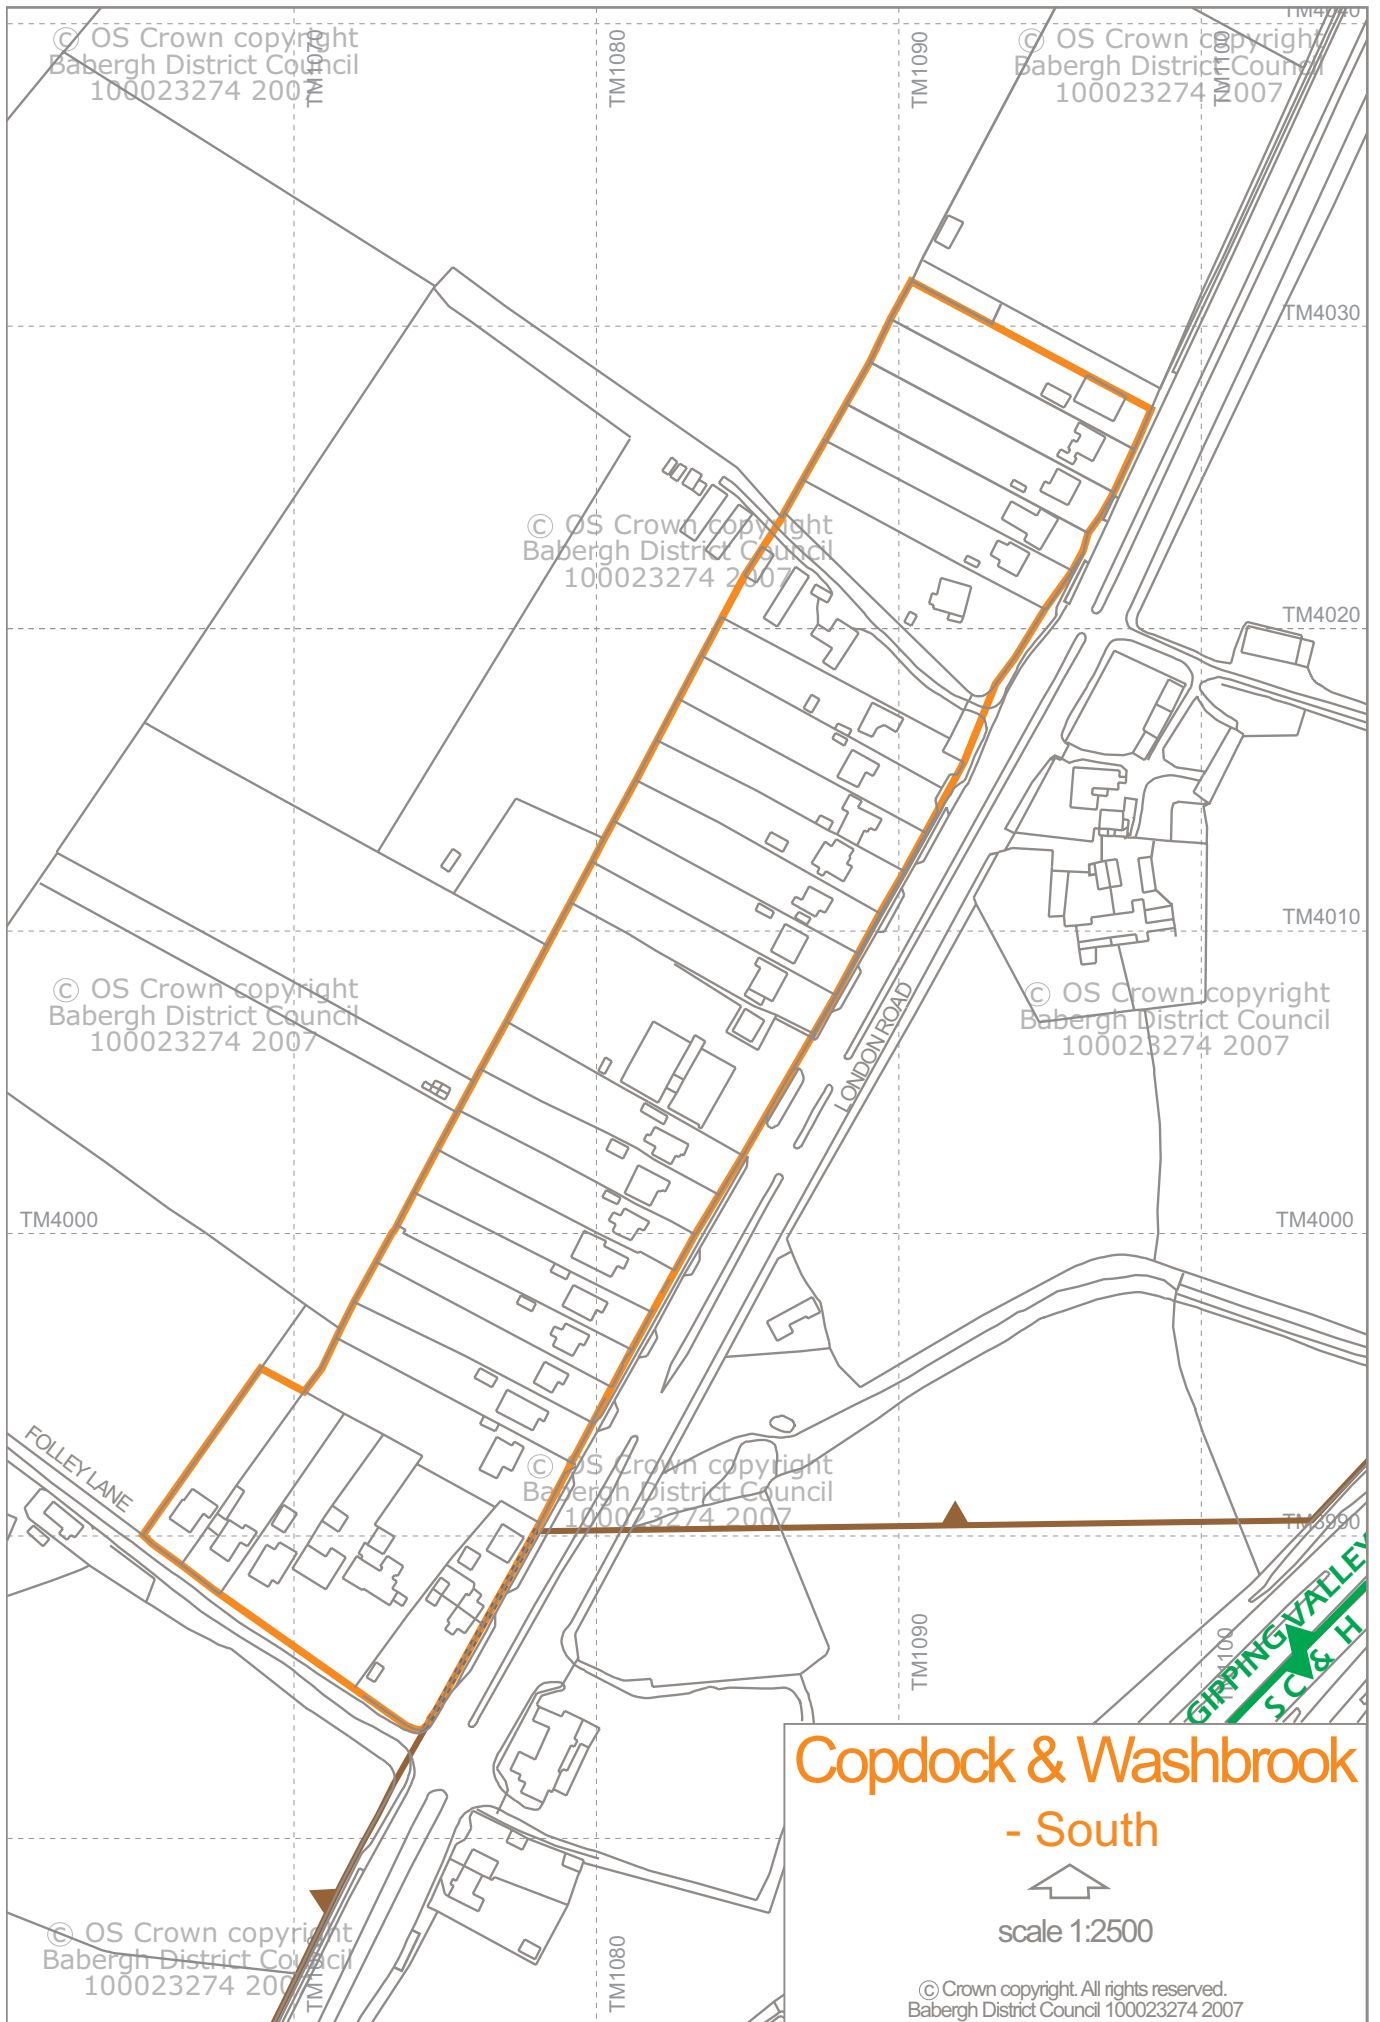 TM4040
© OS Crown copyright
Babergh District Council
100023274 2007
TM1070
TM1080
TM1090
TM1100
© OS Crown copyright
Babergh District Council
100023274 2007
TM4030
© OS Crown copyright
Babergh District Council
100023274 2007
TM4020
TM4010
© OS Crown copyright
Babergh District Council
100023274 2007
LONDON ROAD
© OS Crown copyright
Babergh District Council
100023274 2007
TM4000
TM4000
FOLLEY LANE
© OS Crown copyright
Babergh District Council
100023274 2007
TM3990
GIPPING VALLEY
S C & H
TM1090
TM1100
Copdock & Washbrook
- South
scale 1:2500
© Crown copyright. All rights reserved.
Babergh District Council 100023274 2007
© OS Crown copyright
Babergh District Council
100023274 2007
TM1080